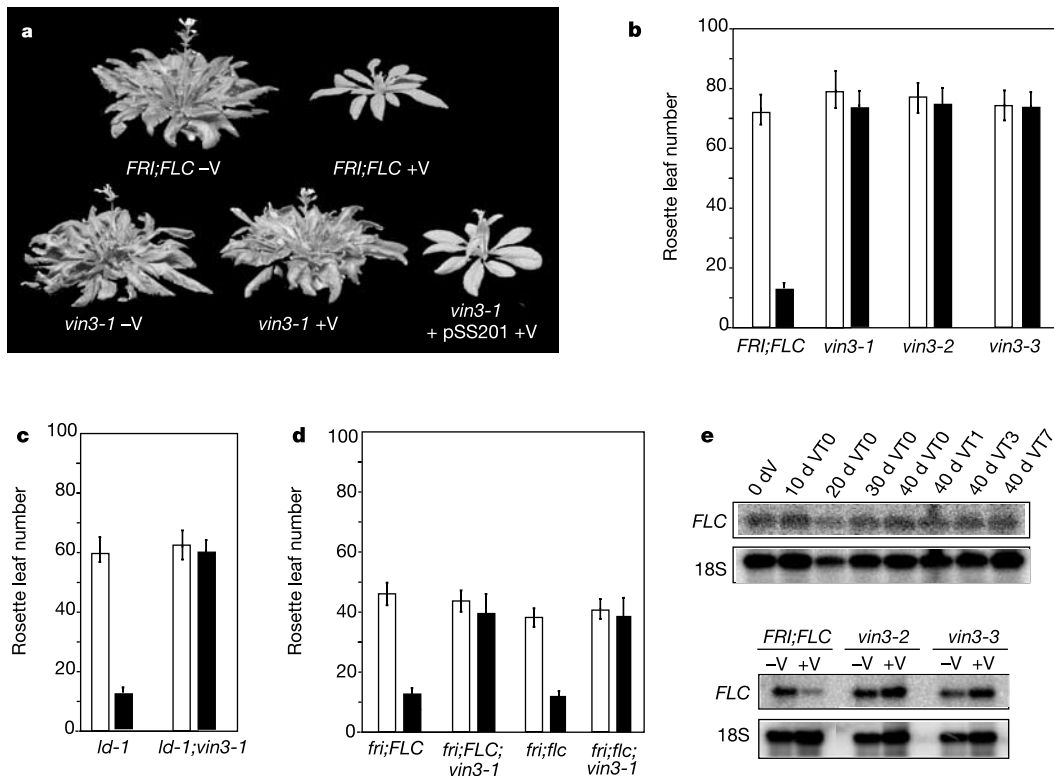 a
FRI;FLC –V
FRI;FLC +V
vin3-1 –V
vin3-1 +V
vin3-1
+ pSS201 +V
b
Rosette leaf number
100
80
60
40
20
0
FRI;FLC
vin3-1
vin3-2
vin3-3
c
Rosette leaf number
100
80
60
40
20
0
ld-1
ld-1;vin3-1
d
Rosette leaf number
100
80
60
40
20
0
fri;FLC
fri;FLC;
vin3-1
fri;flc
fri;flc;
vin3-1
e
0 dV
10 d VT0
20 d VT0
30 d VT0
40 d VT0
40 d VT1
40 d VT3
40 d VT7
FLC
18S
FRI;FLC vin3-2 vin3-3
–V +V –V +V –V +V
FLC
18S